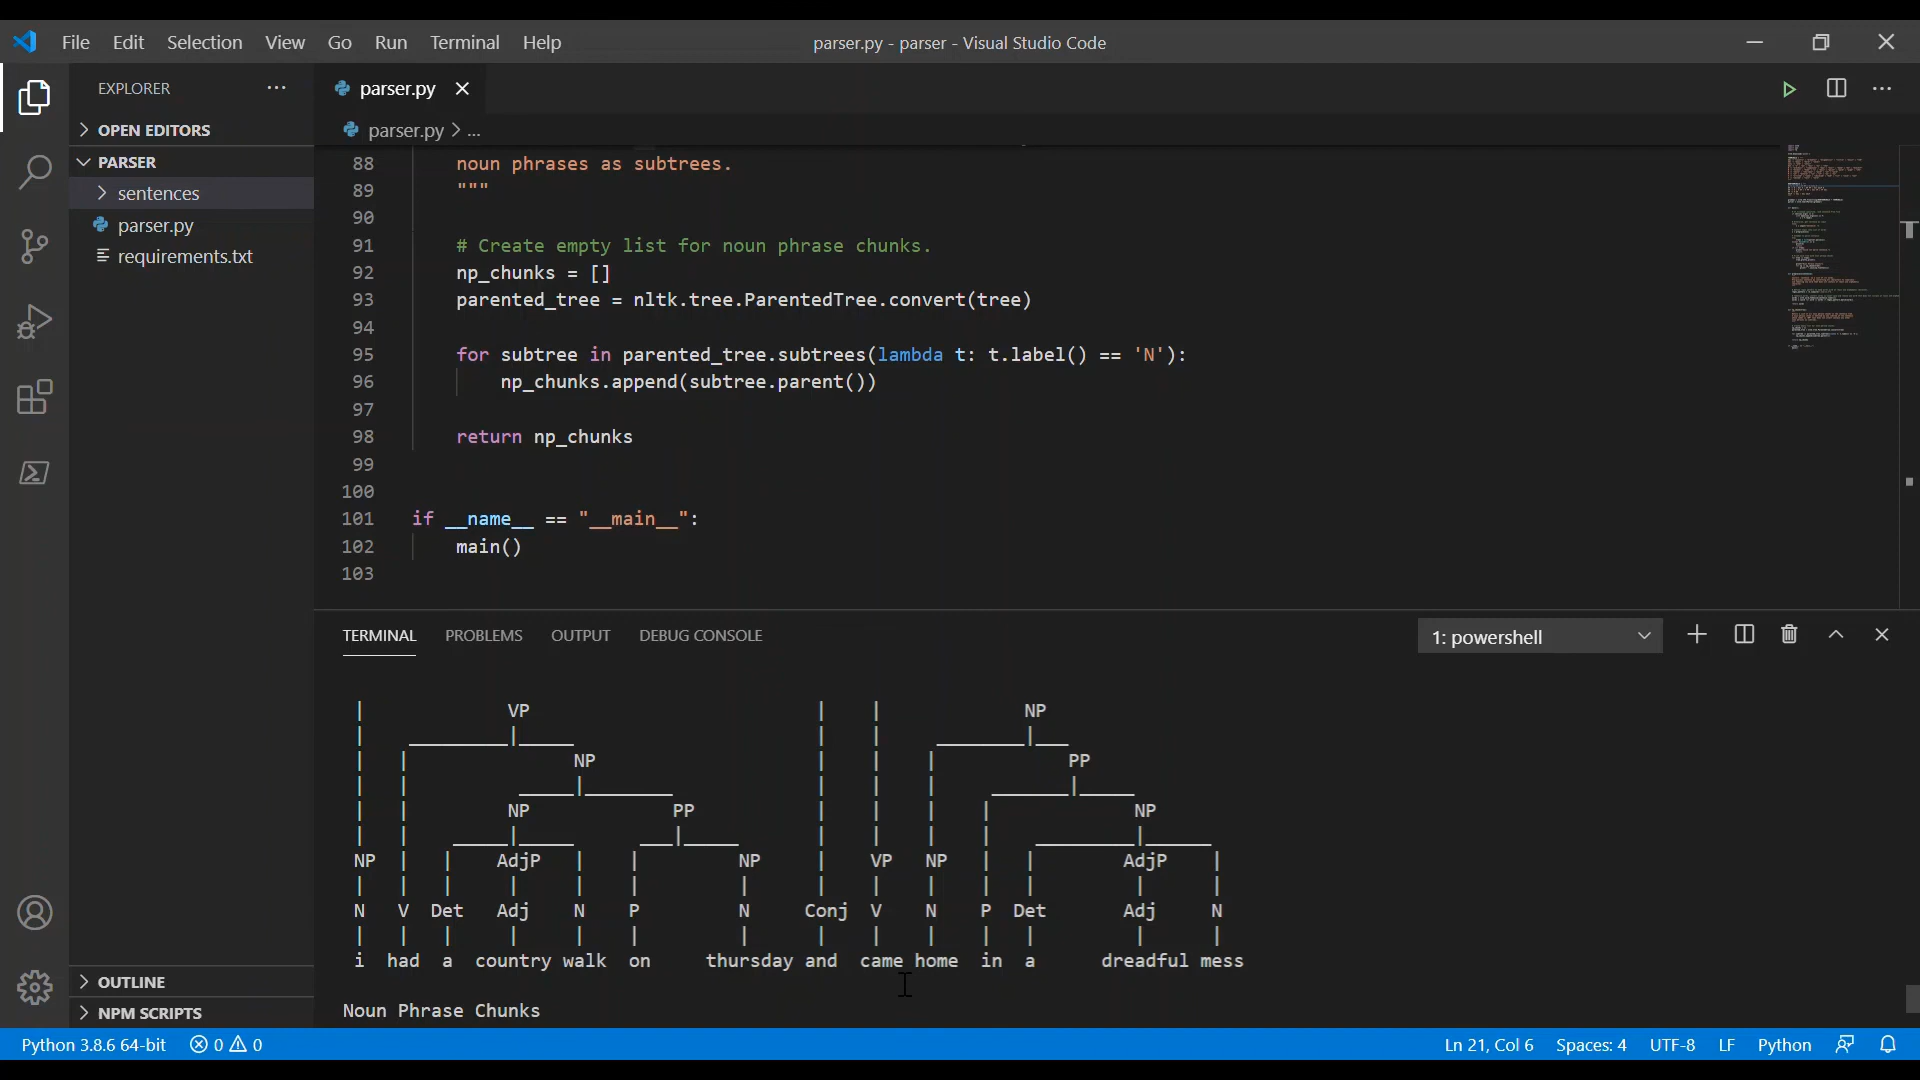 File Edit Selection View Go Run Terminal Help
parser.py - parser - Visual Studio Code
EXPLORER
OPEN EDITORS
PARSER
sentences
parser.py
requirements.txt
OUTLINE
NPM SCRIPTS
parser.py
parser.py > ...
88 noun phrases as subtrees.
89 """
90
91 # Create empty list for noun phrase chunks.
92 np_chunks = []
93 parented_tree = nltk.tree.ParentedTree.convert(tree)
94
95 for subtree in parented_tree.subtrees(lambda t: t.label() == 'N'):
96 np_chunks.append(subtree.parent())
97
98 return np_chunks
99
100
101 if __name__ == "__main__":
102 main()
103
TERMINAL PROBLEMS OUTPUT DEBUG CONSOLE
1: powershell
VP NP
NP PP
NP PP NP
NP AdjP NP VP NP AdjP
N V Det Adj N P N Conj V N P Det Adj N
i had a country walk on thursday and came home in a dreadful mess
Noun Phrase Chunks
Python 3.8.6 64-bit 0 0
Ln 21, Col 6 Spaces: 4 UTF-8 LF Python